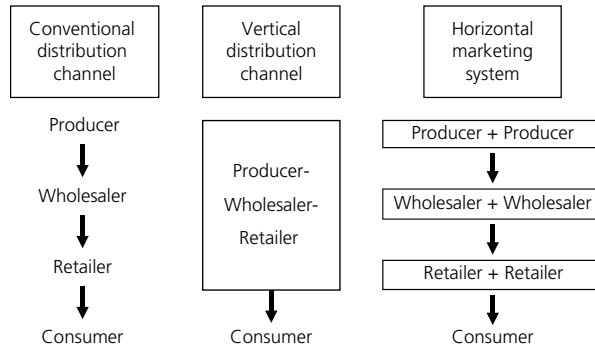 Conventional
distribution
channel
Producer
Wholesaler
Retailer
Consumer
Vertical
distribution
channel
Producer-
Wholesaler-
Retailer
Consumer
Horizontal
marketing
system
Producer + Producer
Wholesaler + Wholesaler
Retailer + Retailer
Consumer